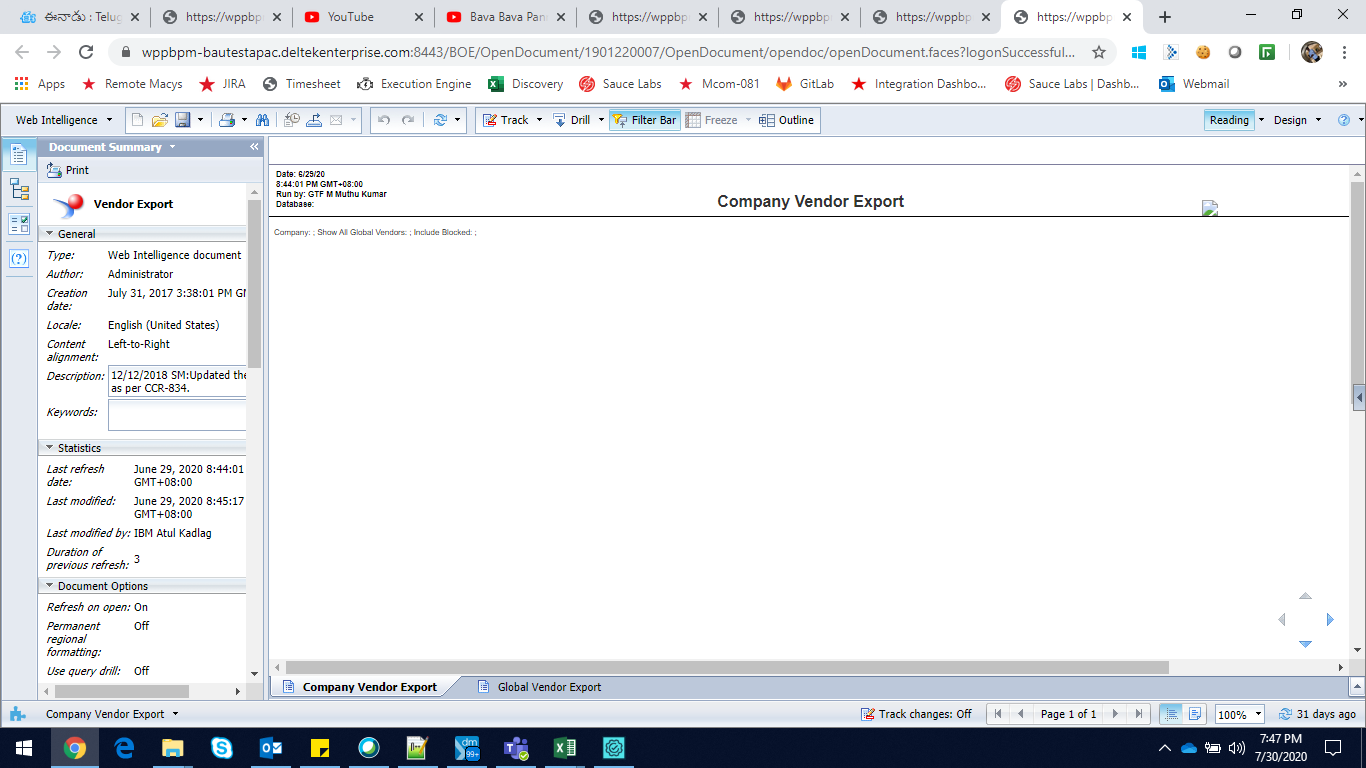 ఈనాడు : Telug
https://wppbp
YouTube
Bava Bava Pan
https://wppbp
https://wppbp
https://wppbp
https://wppbp
wppbpm-bautestapac.deltekenterprise.com:8443/BOE/OpenDocument/1901220007/OpenDocument/opendoc/openDocument.faces?logonSuccessful...
Apps
Remote Macys
JIRA
Timesheet
Execution Engine
Discovery
Sauce Labs
Mcom-081
GitLab
Integration Dashbo...
Sauce Labs | Dashb...
Webmail
»
Web Intelligence
Track
Drill
Filter Bar
Freeze
Outline
Reading
Design
Document Summary
Print
Vendor Export
General
Type: Web Intelligence document
Author: Administrator
Creation date: July 31, 2017 3:38:01 PM GM
Locale: English (United States)
Content alignment: Left-to-Right
Description: 12/12/2018 SM:Updated the
as per CCR-834.
Keywords:
Statistics
Last refresh date: June 29, 2020 8:44:01
GMT+08:00
Last modified: June 29, 2020 8:45:17
GMT+08:00
Last modified by: IBM Atul Kadlag
Duration of previous refresh: 3
Document Options
Refresh on open: On
Permanent regional formatting: Off
Use query drill: Off
Date: 6/29/20
8:44:01 PM GMT+08:00
Run by: GTF M Muthu Kumar
Database:
Company Vendor Export
Company: ; Show All Global Vendors: ; Include Blocked: ;
Company Vendor Export
Global Vendor Export
Company Vendor Export
Track changes: Off
Page 1 of 1
100%
31 days ago
dm
99+
7:47 PM
7/30/2020